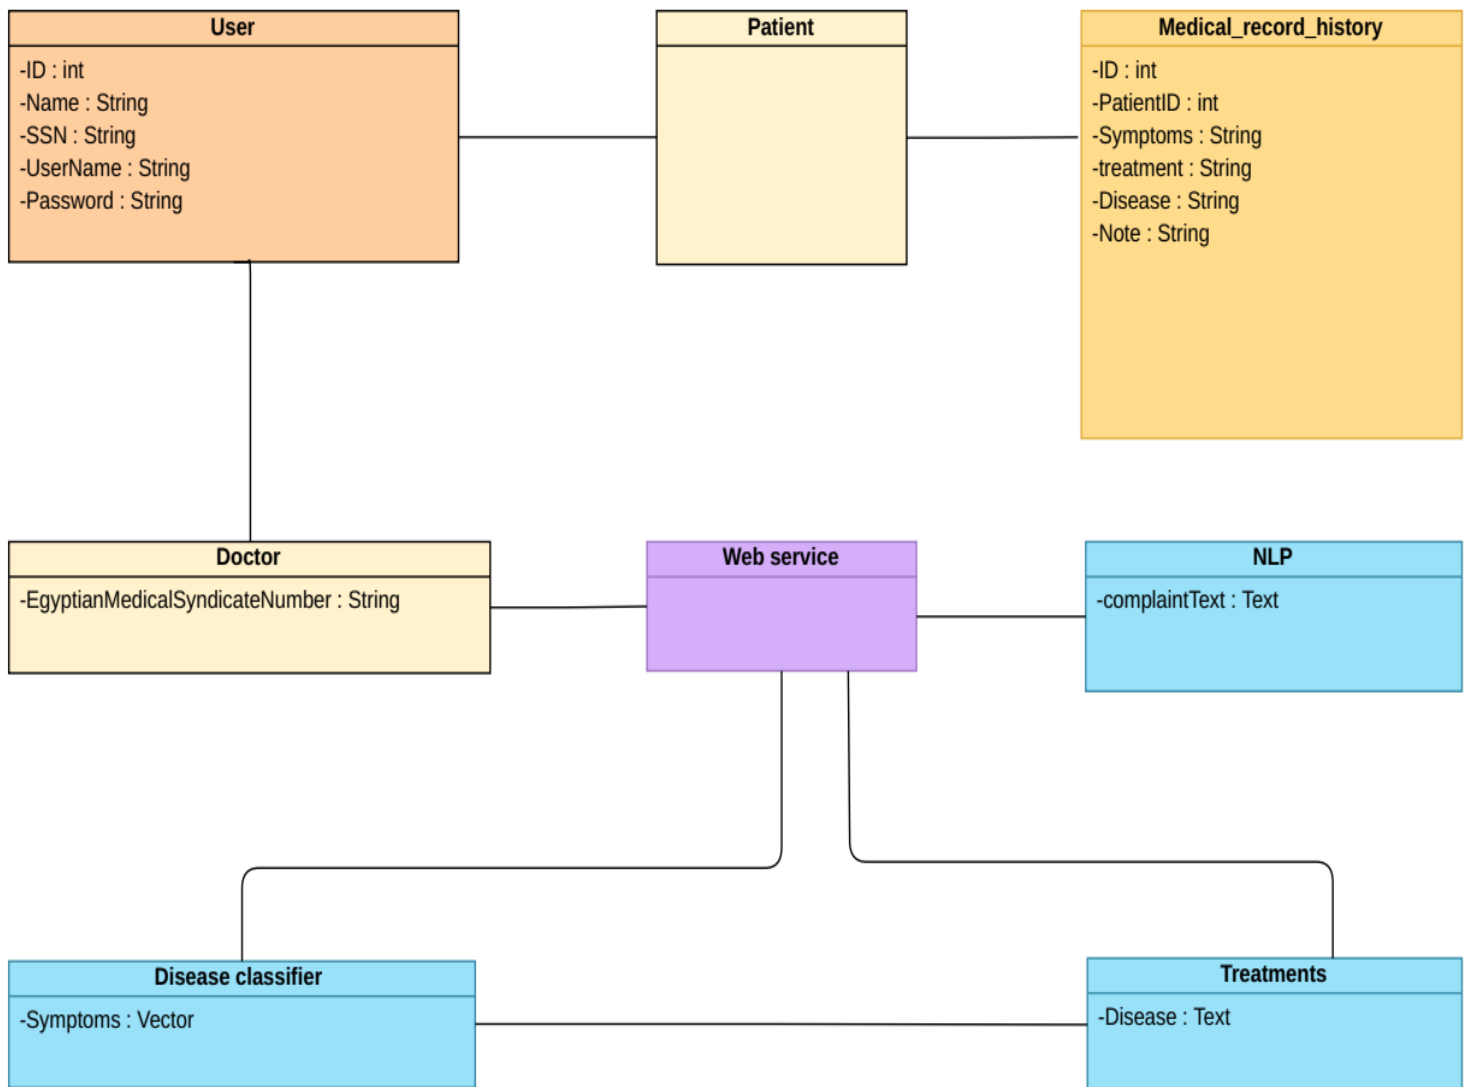 User
-ID : int
-Name : String
-SSN : String
-UserName : String
-Password : String
Patient
Medical_record_history
-ID : int
-PatientID : int
-Symptoms : String
-treatment : String
-Disease : String
-Note : String
Doctor
-EgyptianMedicalSyndicateNumber : String
Web service
NLP
-complaintText : Text
Disease classifier
-Symptoms : Vector
Treatments
-Disease : Text